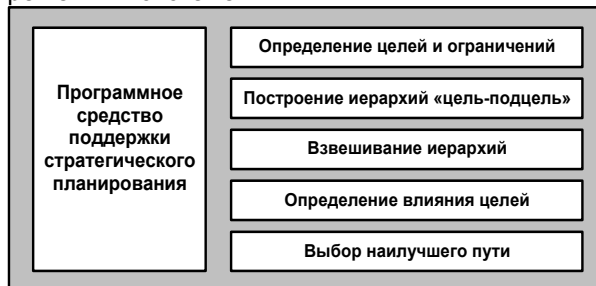 Программное
средство
поддержки
стратегического
планирования
Определение целей и ограничений
Построение иерархий «цель-подцель»
Взвешивание иерархий
Определение влияния целей
Выбор наилучшего пути